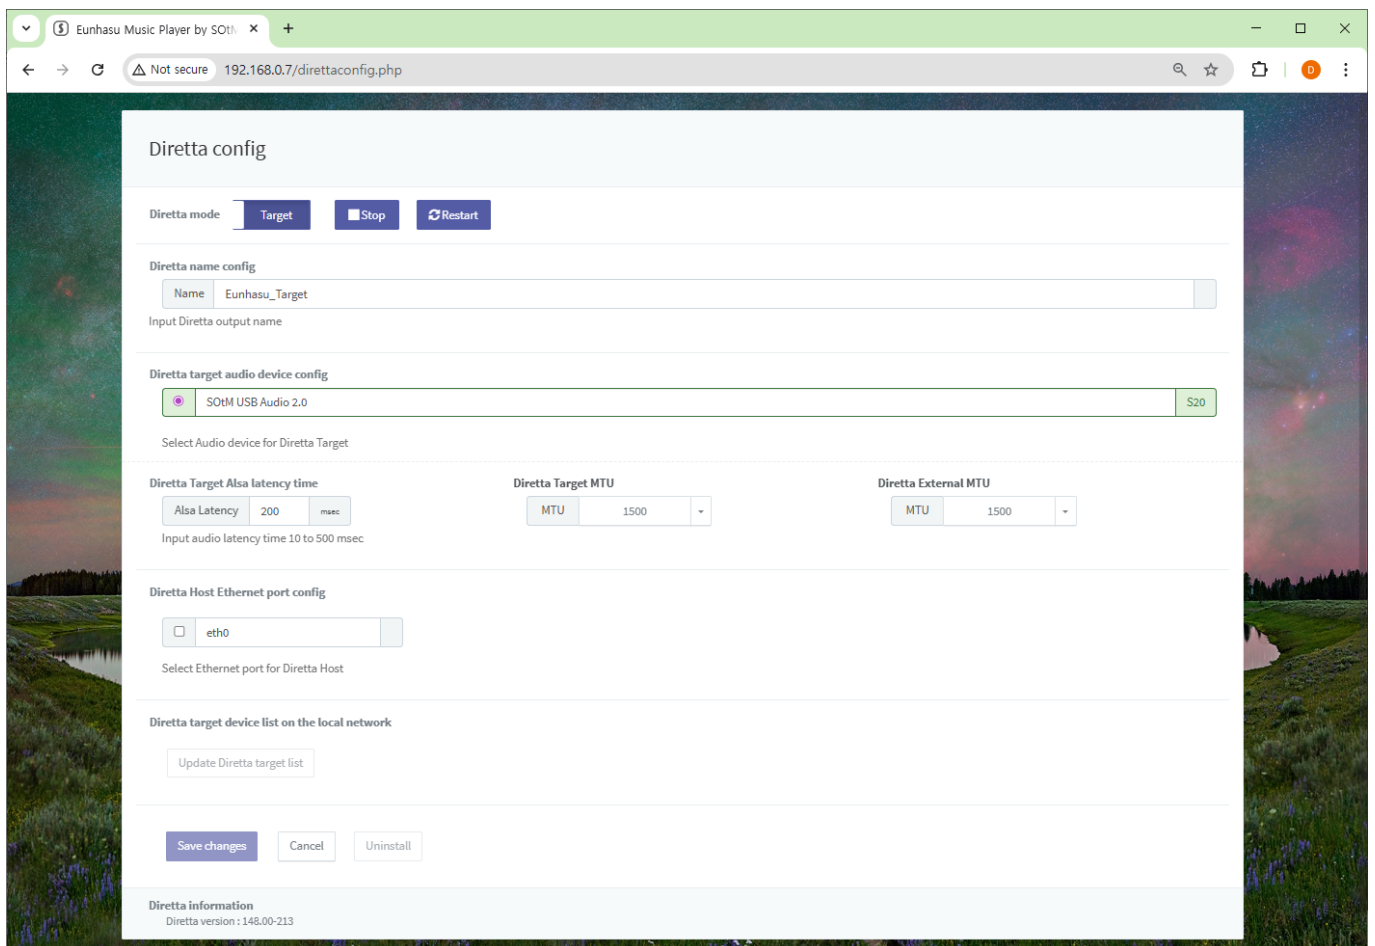 Eunhasu Music Player by SOtM
Not secure 192.168.0.7/direttaconfig.php
D
Diretta config
Diretta mode Target Stop Restart
Diretta name config
Name Eunhasu_Target
Input Diretta output name
Diretta target audio device config
SOtM USB Audio 2.0 S20
Select Audio device for Diretta Target
Diretta Target Alsa latency time Diretta Target MTU Diretta External MTU
Alsa Latency 200 msec MTU 1500 MTU 1500
Input audio latency time 10 to 500 msec
Diretta Host Ethernet port config
eth0
Select Ethernet port for Diretta Host
Diretta target device list on the local network
Update Diretta target list
Save changes Cancel Uninstall
Diretta information
Diretta version : 148.00-213